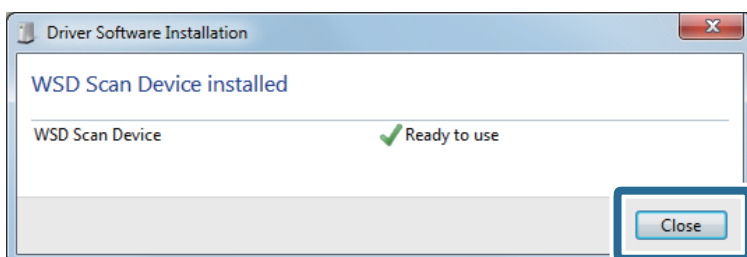 Driver Software Installation
WSD Scan Device installed
WSD Scan Device Ready to use
Close